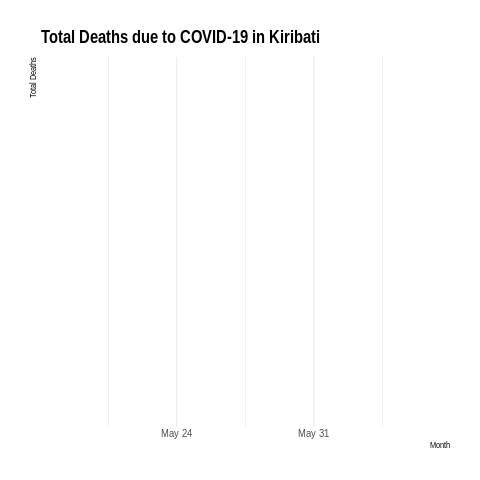 Total Deaths due to COVID-19 in Kiribati
Total Deaths
May 24
May 31
Month